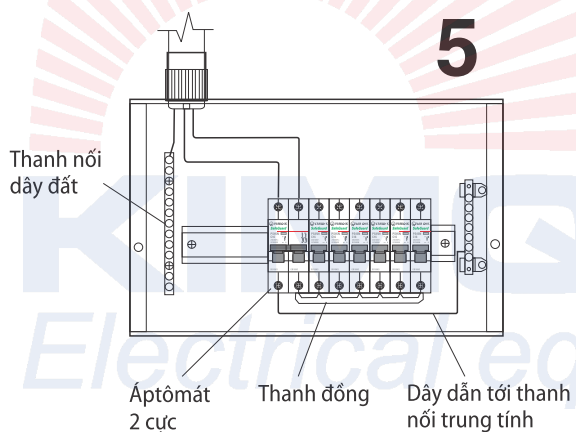 5
Thanh nối
dây đất
KIMQ
Electrical eq
Áptômát
2 cực
Thanh đồng
Dây dẫn tới thanh
nối trung tính